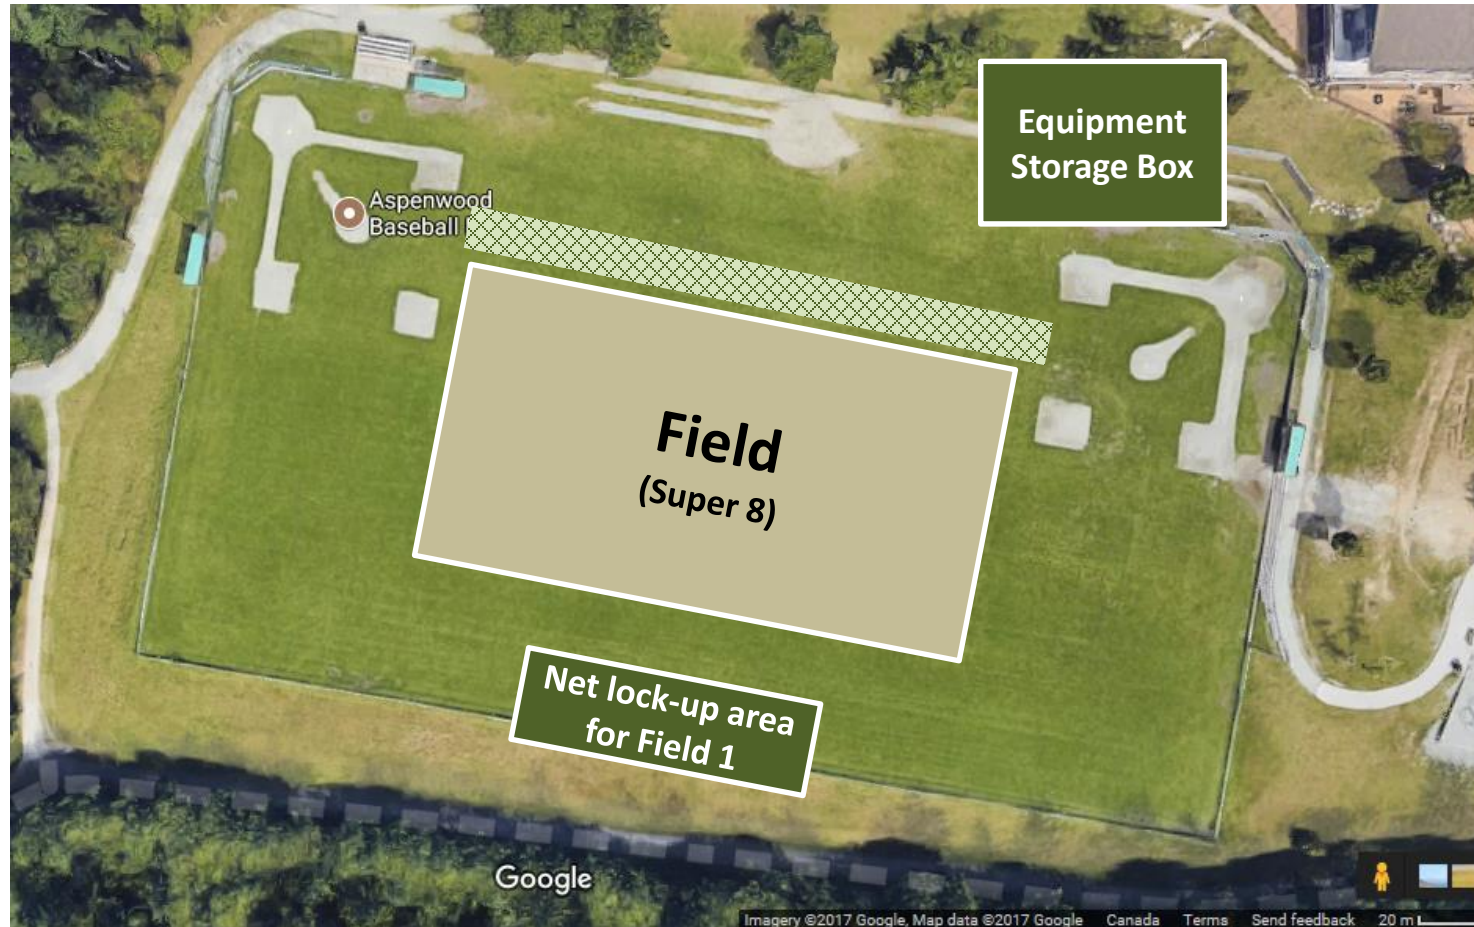 Equipment
Storage Box
Aspenwood
Baseball
Field
(Super 8)
Net lock-up area
for Field 1
Google
Imagery ©2017 Google, Map data ©2017 Google Canada Terms Send feedback 20 m